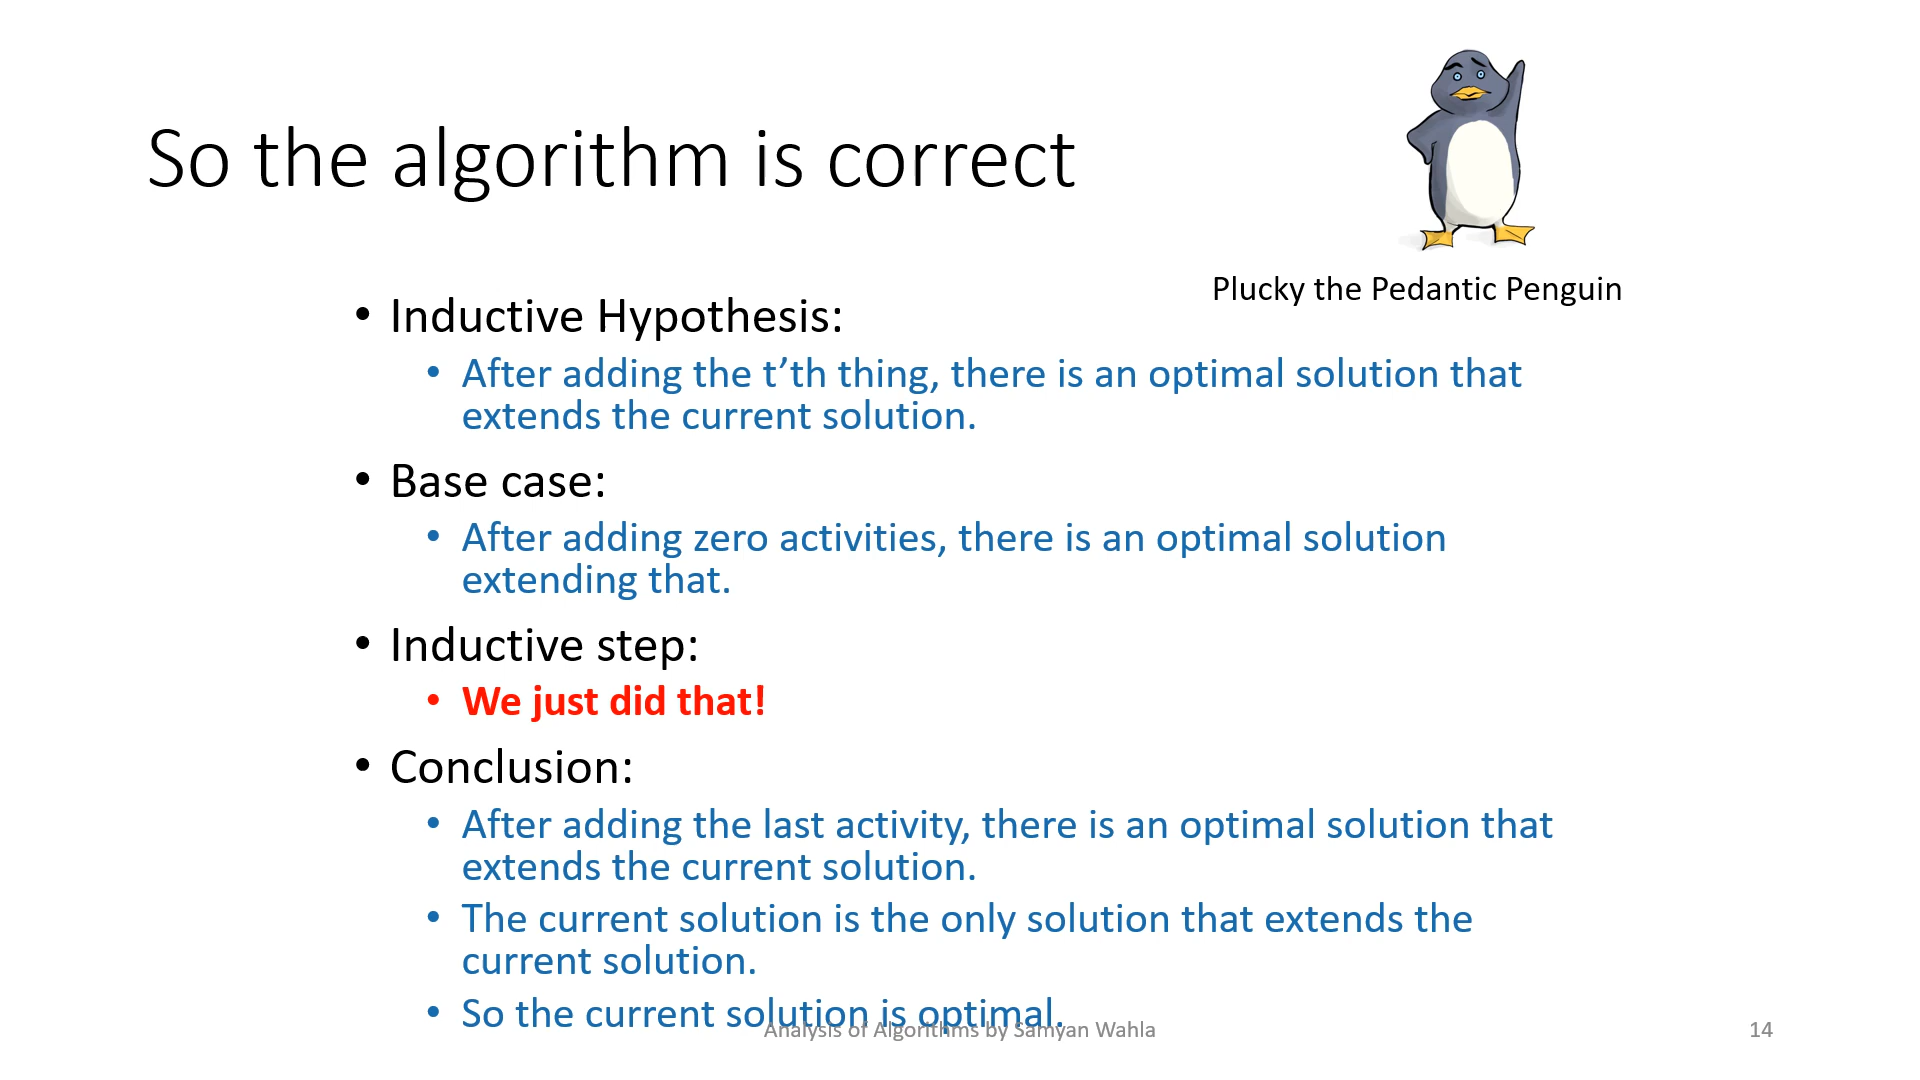 So the algorithm is correct
Plucky the Pedantic Penguin
• Inductive Hypothesis:
• After adding the t’th thing, there is an optimal solution that
extends the current solution.
• Base case:
• After adding zero activities, there is an optimal solution
extending that.
• Inductive step:
• We just did that!
• Conclusion:
• After adding the last activity, there is an optimal solution that
extends the current solution.
• The current solution is the only solution that extends the
current solution.
• So the current solution is optimal.
Analysis of Algorithms by Samyan Wahla
14